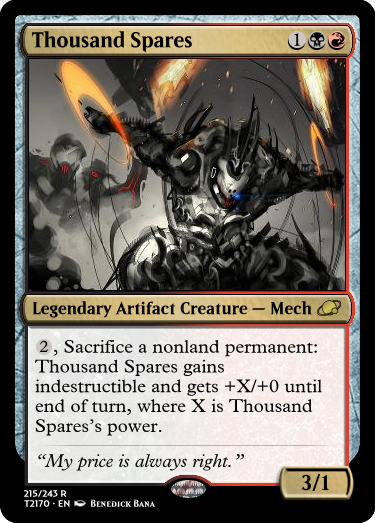 Thousand Spares 1
Legendary Artifact Creature — Mech
2, Sacrifice a nonland permanent:
Thousand Spares gains
indestructible and gets +X/+0 until
end of turn, where X is Thousand
Spares's power.
“My price is always right.”
3/1
215/243 R
T2170 • EN Benedick Bana